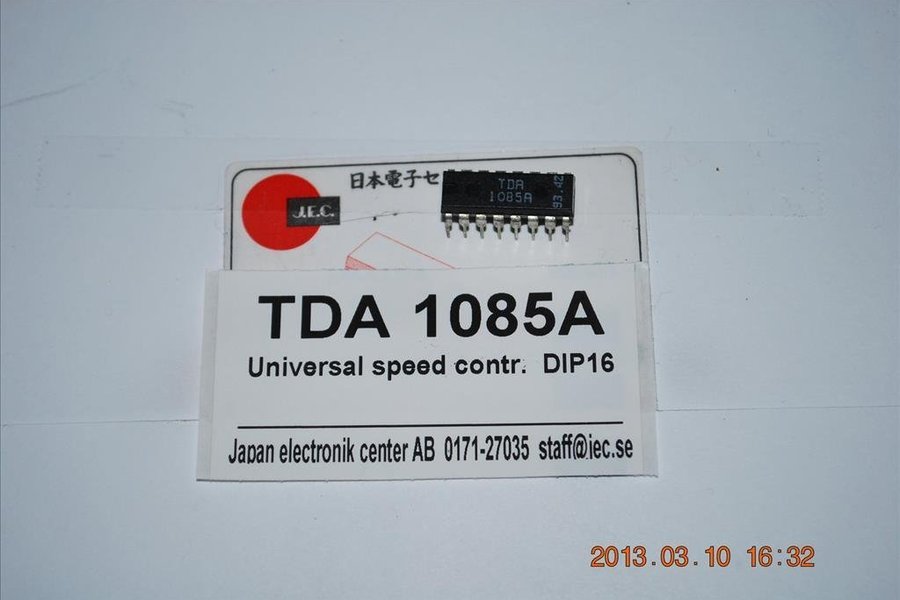 日本電子セ
J.E.C.
TDA
1085A
93.42
TDA 1085A
Universal speed contr. DIP16
Japan electronik center AB 0171-27035 staff@jec.se
2013.03.10 16:32